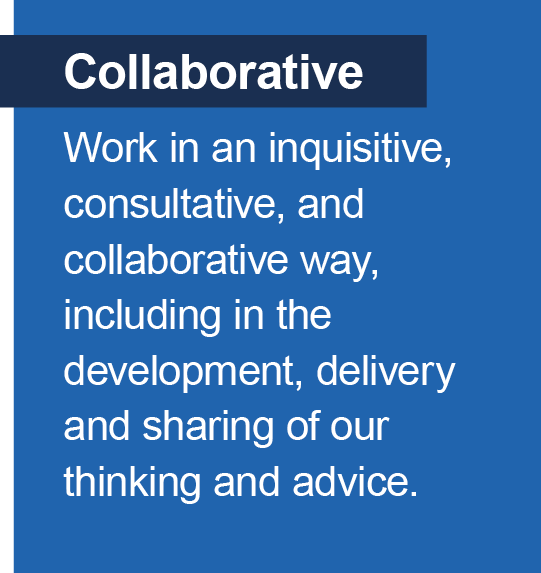 Collaborative
Work in an inquisitive,
consultative, and
collaborative way,
including in the
development, delivery
and sharing of our
thinking and advice.